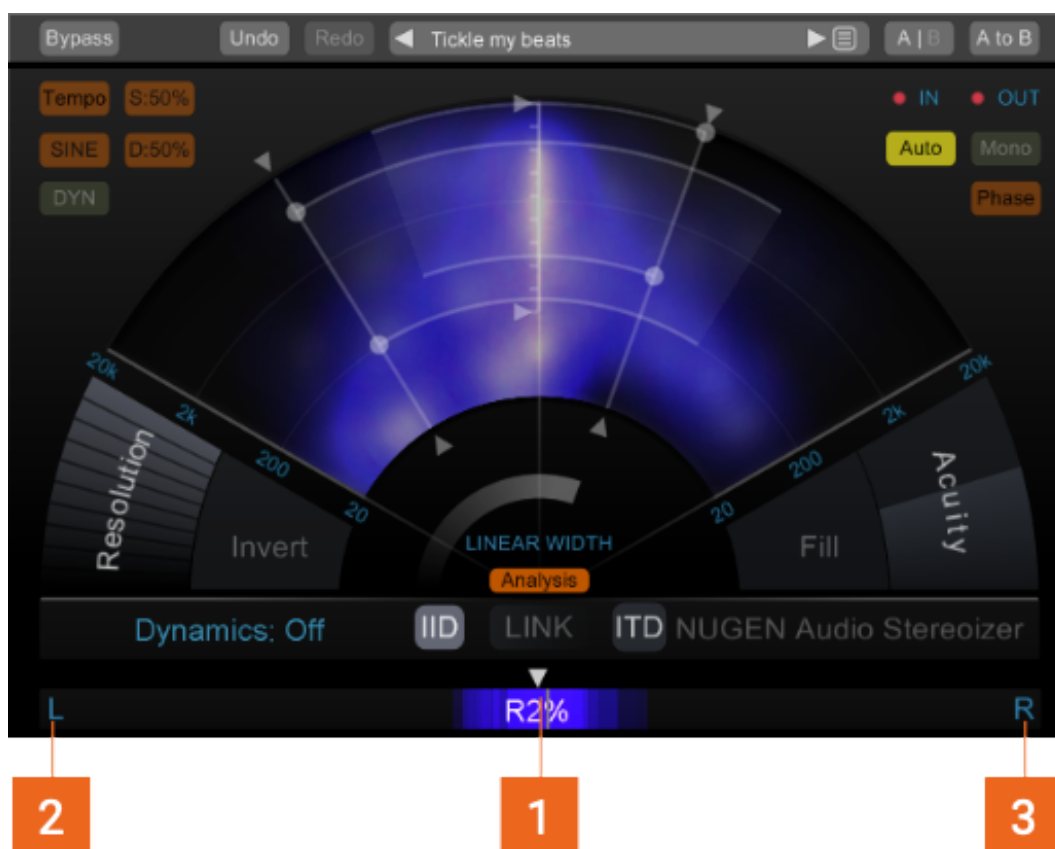 Bypass Undo Redo Tickle my beats A | B A to B
Tempo S:50% IN OUT
SINE D:50% Auto Mono
DYN Phase
20k 20k
2k 2k
Resolution 200 200 Acuity
20 20
Invert LINEAR WIDTH Fill
Analysis
Dynamics: Off IID LINK ITD NUGEN Audio Stereoizer
L R2% R
2 1 3